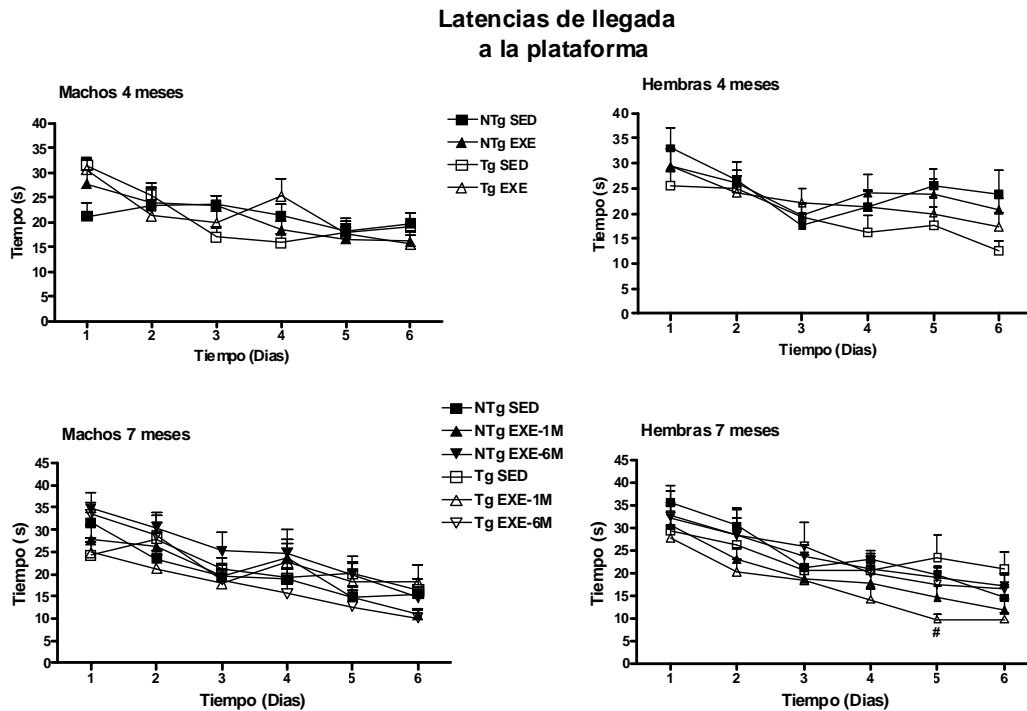 Latencias de llegada
a la plataforma
Machos 4 meses
40
35
30
25
20
15
10
5
0
Tiempo (s)
1 2 3 4 5 6
Tiempo (Dias)
NTg SED
NTg EXE
Tg SED
Tg EXE
Hembras 4 meses
40
35
30
25
20
15
10
5
0
Tiempo (s)
1 2 3 4 5 6
Tiempo (Dias)
Machos 7 meses
45
40
35
30
25
20
15
10
5
0
Tiempo (s)
1 2 3 4 5 6
Tiempo (Dias)
NTg SED
NTg EXE-1M
NTg EXE-6M
Tg SED
Tg EXE-1M
Tg EXE-6M
Hembras 7 meses
45
40
35
30
25
20
15
10
5
0
Tiempo (s)
#
1 2 3 4 5 6
Tiempo (Dias)